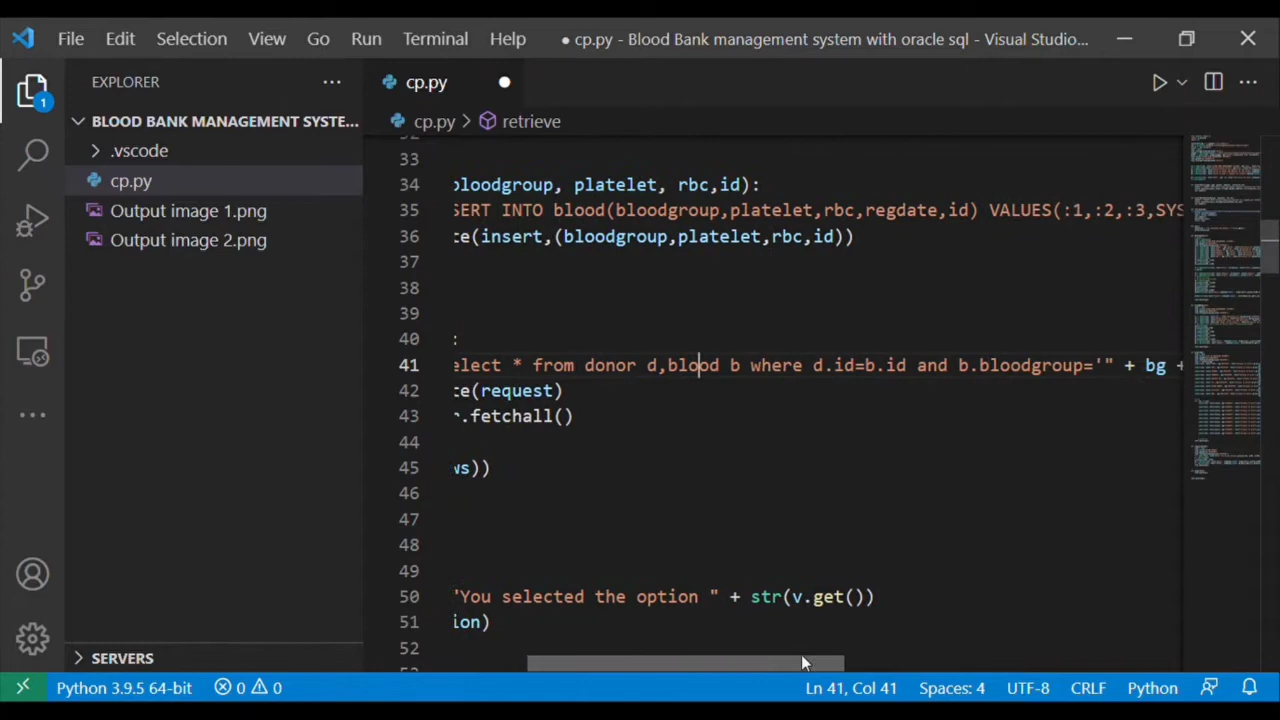 File Edit Selection View Go Run Terminal Help ● cp.py - Blood Bank management system with oracle sql - Visual Studio...
EXPLORER ...
cp.py ●
1
BLOOD BANK MANAGEMENT SYSTE...
cp.py > retrieve
.vscode
cp.py
Output image 1.png
Output image 2.png
33
34 bloodgroup, platelet, rbc,id):
35 SERT INTO blood(bloodgroup,platelet,rbc,regdate,id) VALUES(:1,:2,:3,SYS
36 te(insert,(bloodgroup,platelet,rbc,id))
37
38
39
40 :
41 elect * from donor d,blood b where d.id=b.id and b.bloodgroup='" + bg +
42 te(request)
43 r.fetchall()
44
45 ws))
46
47
48
49
50 "You selected the option " + str(v.get())
51 ion)
52
SERVERS
Python 3.9.5 64-bit 0 0 Ln 41, Col 41 Spaces: 4 UTF-8 CRLF Python